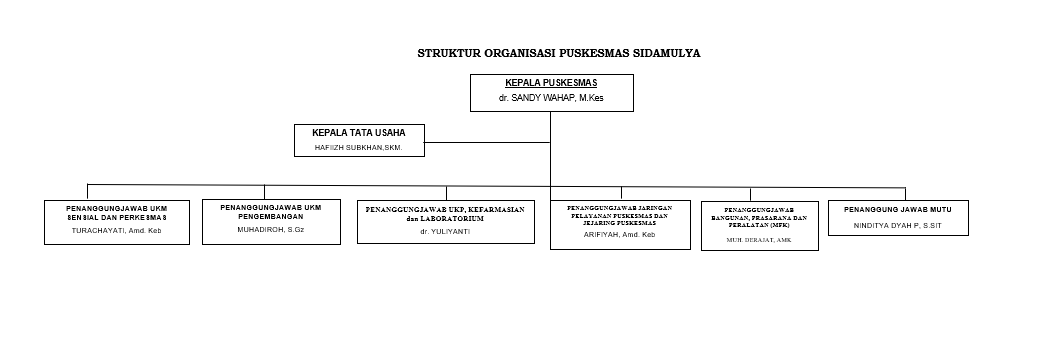 STRUKTUR ORGANISASI PUSKESMAS SIDAMULYA
KEPALA PUSKESMAS
dr. SANDY WAHAP, M.Kes
KEPALA TATA USAHA
HAFIIZH SUBKHAN,SKM.
PENANGGUNGJAWAB UKM
SENSIAL DAN PERKESMAS
TURACHAYATI, Amd. Keb
PENANGGUNGJAWAB UKM
PENGEMBANGAN
MUHADIROH, S.Gz
PENANGGUNGJAWAB UKP, KEFARMASIAN
dan LABORATORIUM
dr. YULIYANTI
PENANGGUNGJAWAB JARINGAN
PELAYANAN PUSKESMAS DAN
JEJARING PUSKESMAS
ARIFIYAH, Amd. Keb
PENANGGUNGJAWAB
BANGUNAN, PRASARANA DAN
PERALATAN (MFK)
MUH. DERAJAT, AMK
PENANGGUNG JAWAB MUTU
NINDITYA DYAH P, S.SIT